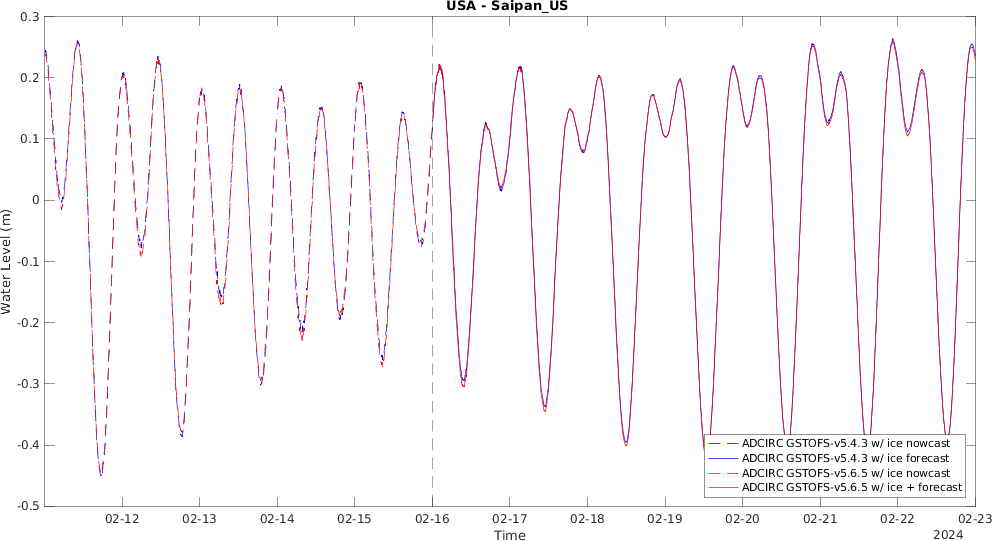 USA - Saipan_US
0.3
0.2
0.1
0
-0.1
-0.2
-0.3
-0.4
-0.5
Water Level (m)
ADCIRC GSTOFS-v5.4.3 w/ ice nowcast
ADCIRC GSTOFS-v5.4.3 w/ ice forecast
ADCIRC GSTOFS-v5.6.5 w/ ice nowcast
ADCIRC GSTOFS-v5.6.5 w/ ice + forecast
02-12 02-13 02-14 02-15 02-16 02-17 02-18 02-19 02-20 02-21 02-22 02-23
Time
2024